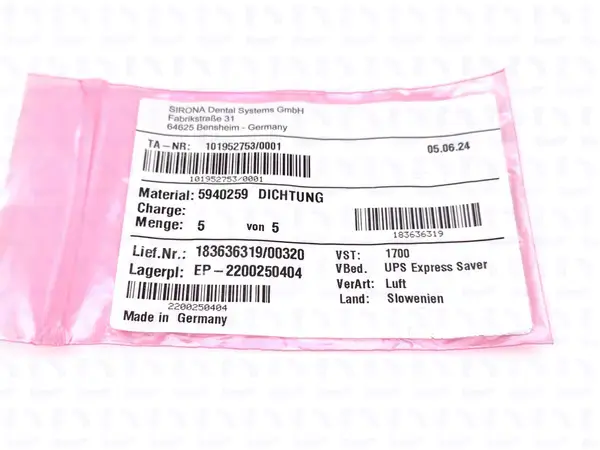 SIRONA Dental Systems GmbH
Fabrikstraße 31
64625 Bensheim - Germany
TA-NR: 101952753/0001 05.06.24
101952753/0001
Material: 5940259 DICHTUNG
Charge:
Menge: 5 von 5
183636319
Lief.Nr.: 183636319/00320 VST: 1700
Lagerpl: EP-2200250404 VBed. UPS Express Saver
VerArt: Luft
Land: Slowenien
2200250404
Made in Germany